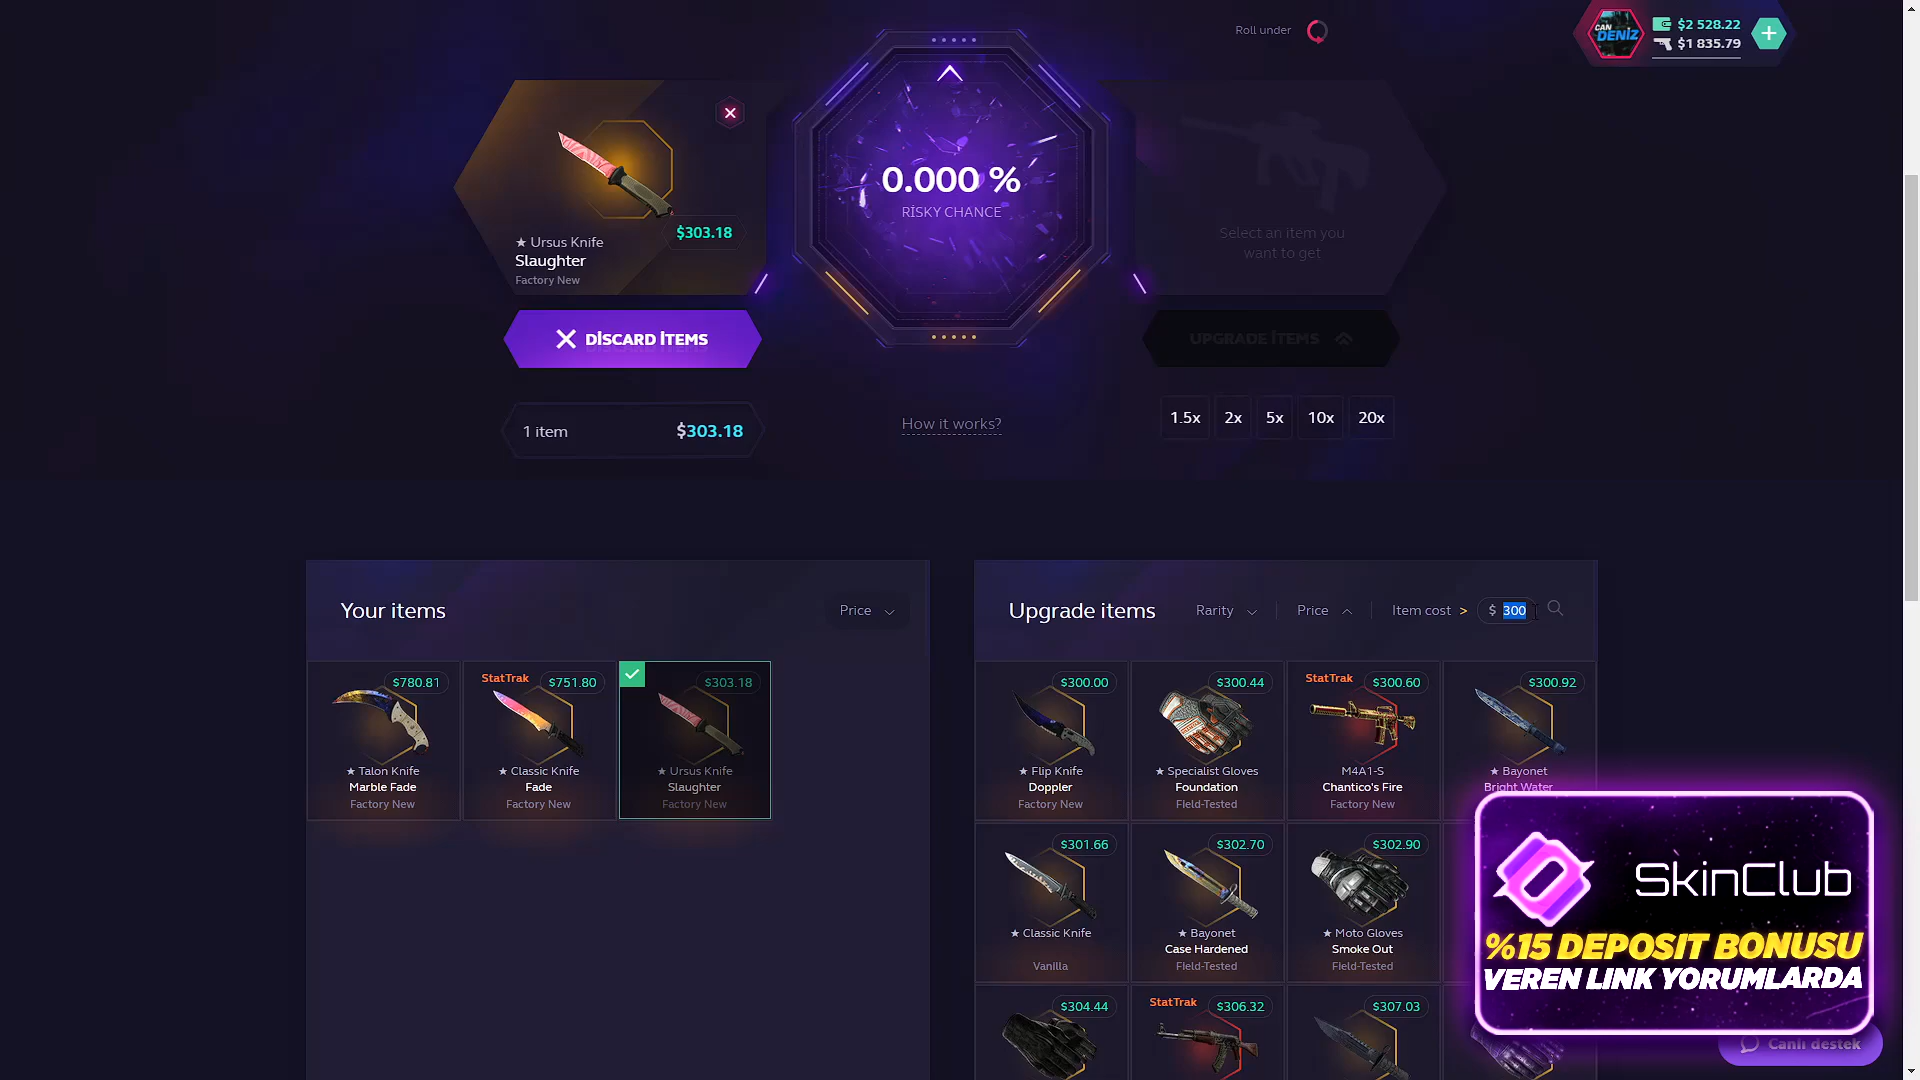 Roll under
CAN
DENİZ
$2 528.22
$1 835.79
★ Ursus Knife
Slaughter
Factory New
$303.18
0.000 %
RİSKY CHANCE
Select an item you
want to get
DİSCARD İTEMS
UPGRADE İTEMS
1 item
$303.18
How it works?
1.5x
2x
5x
10x
20x
Your items
Price
Upgrade items
Rarity
Price
Item cost >
$ 300
$780.81
★ Talon Knife
Marble Fade
Factory New
StatTrak
$751.80
★ Classic Knife
Fade
Factory New
$303.18
★ Ursus Knife
Slaughter
Factory New
$300.00
★ Flip Knife
Doppler
Factory New
$300.44
★ Specialist Gloves
Foundation
Field-Tested
StatTrak
$300.60
M4A1-S
Chantico's Fire
Factory New
$300.92
★ Bayonet
Bright Water
$301.66
★ Classic Knife
Vanilla
$302.70
★ Bayonet
Case Hardened
Field-Tested
$302.90
★ Moto Gloves
Smoke Out
Field-Tested
$304.44
StatTrak
$306.32
$307.03
SkinClub
%15 DEPOSIT BONUSU
VEREN LINK YORUMLARDA
Canlı destek